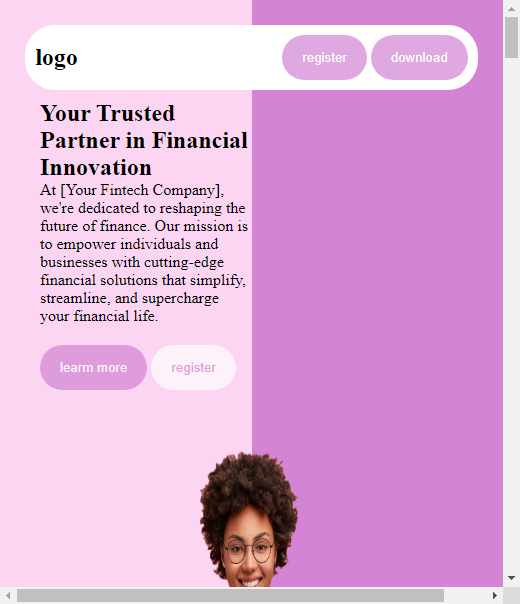 logo
register
download
Your Trusted
Partner in Financial
Innovation
At [Your Fintech Company],
we're dedicated to reshaping the
future of finance. Our mission is
to empower individuals and
businesses with cutting-edge
financial solutions that simplify,
streamline, and supercharge
your financial life.
learm more
register